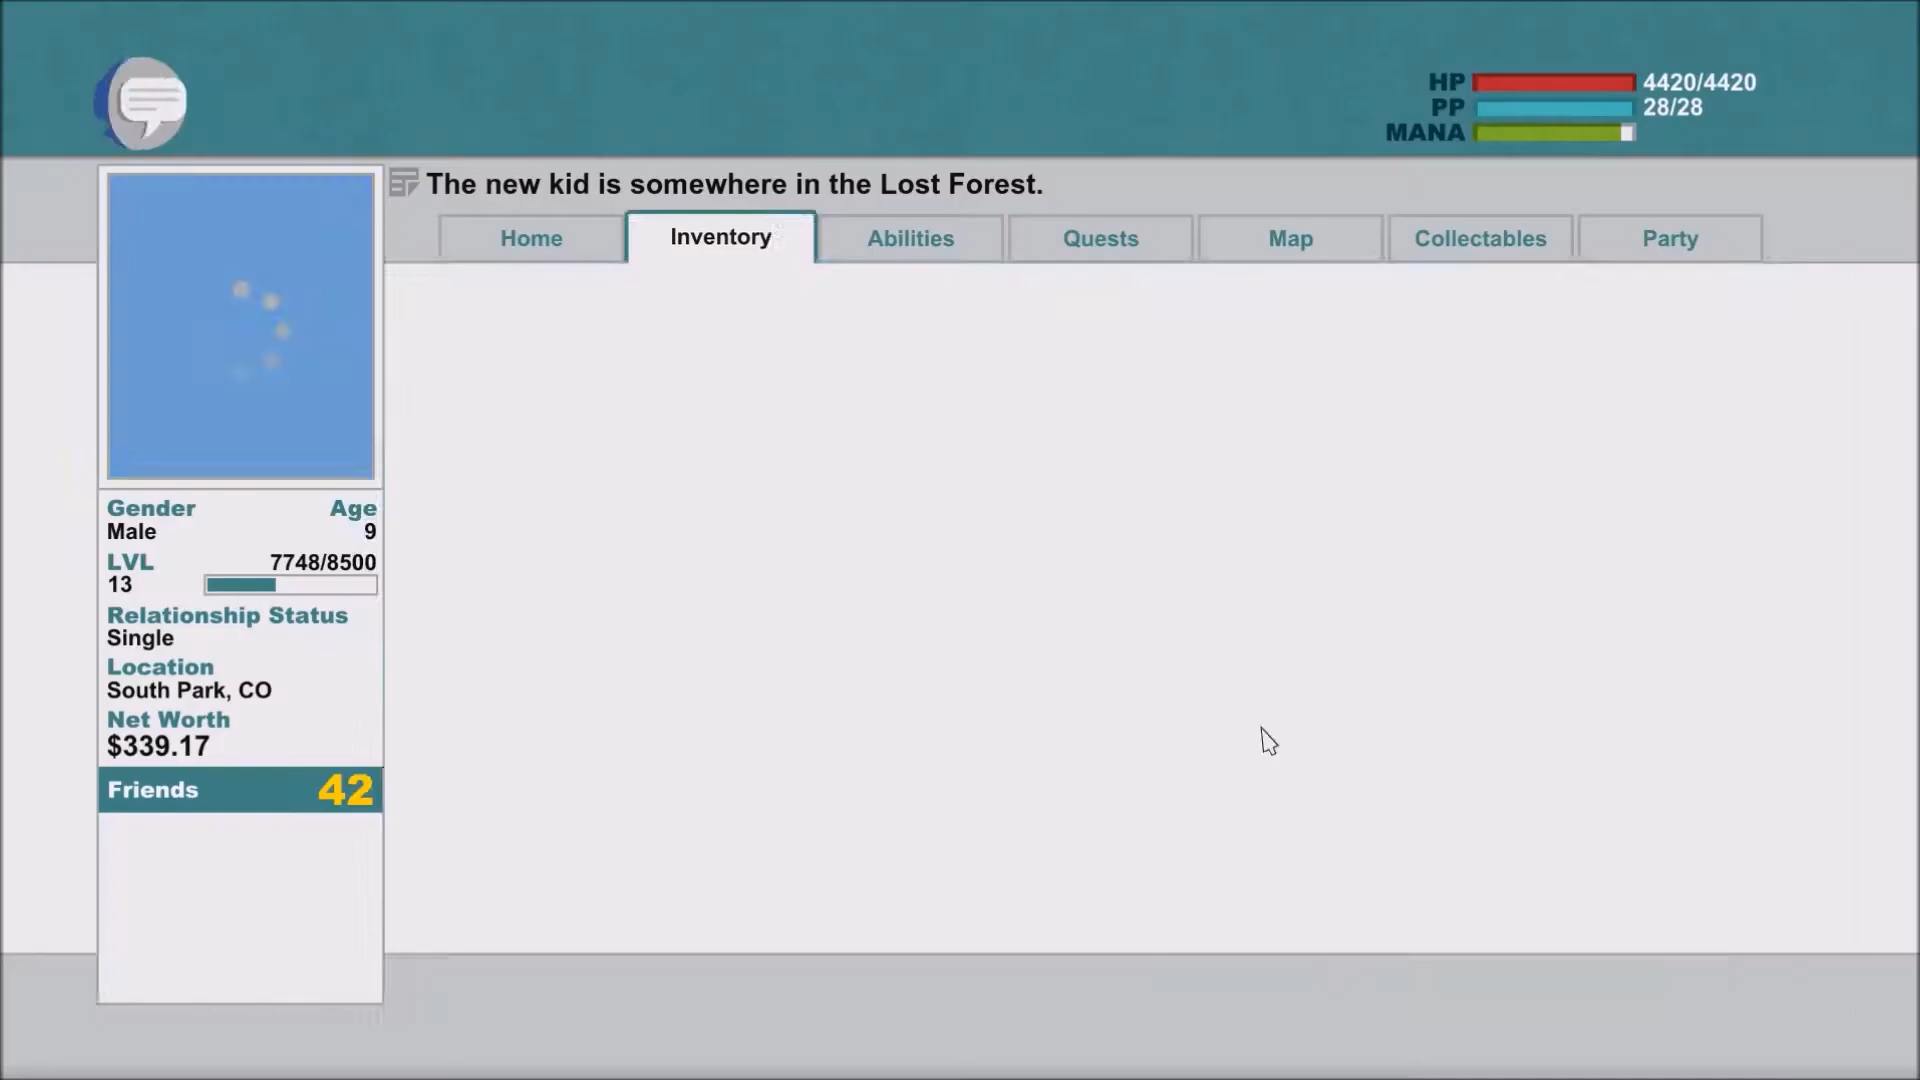 HP 4420/4420
PP 28/28
MANA
The new kid is somewhere in the Lost Forest.
Home Inventory Abilities Quests Map Collectables Party
Gender Age
Male 9
LVL 7748/8500
13
Relationship Status
Single
Location
South Park, CO
Net Worth
$339.17
Friends 42